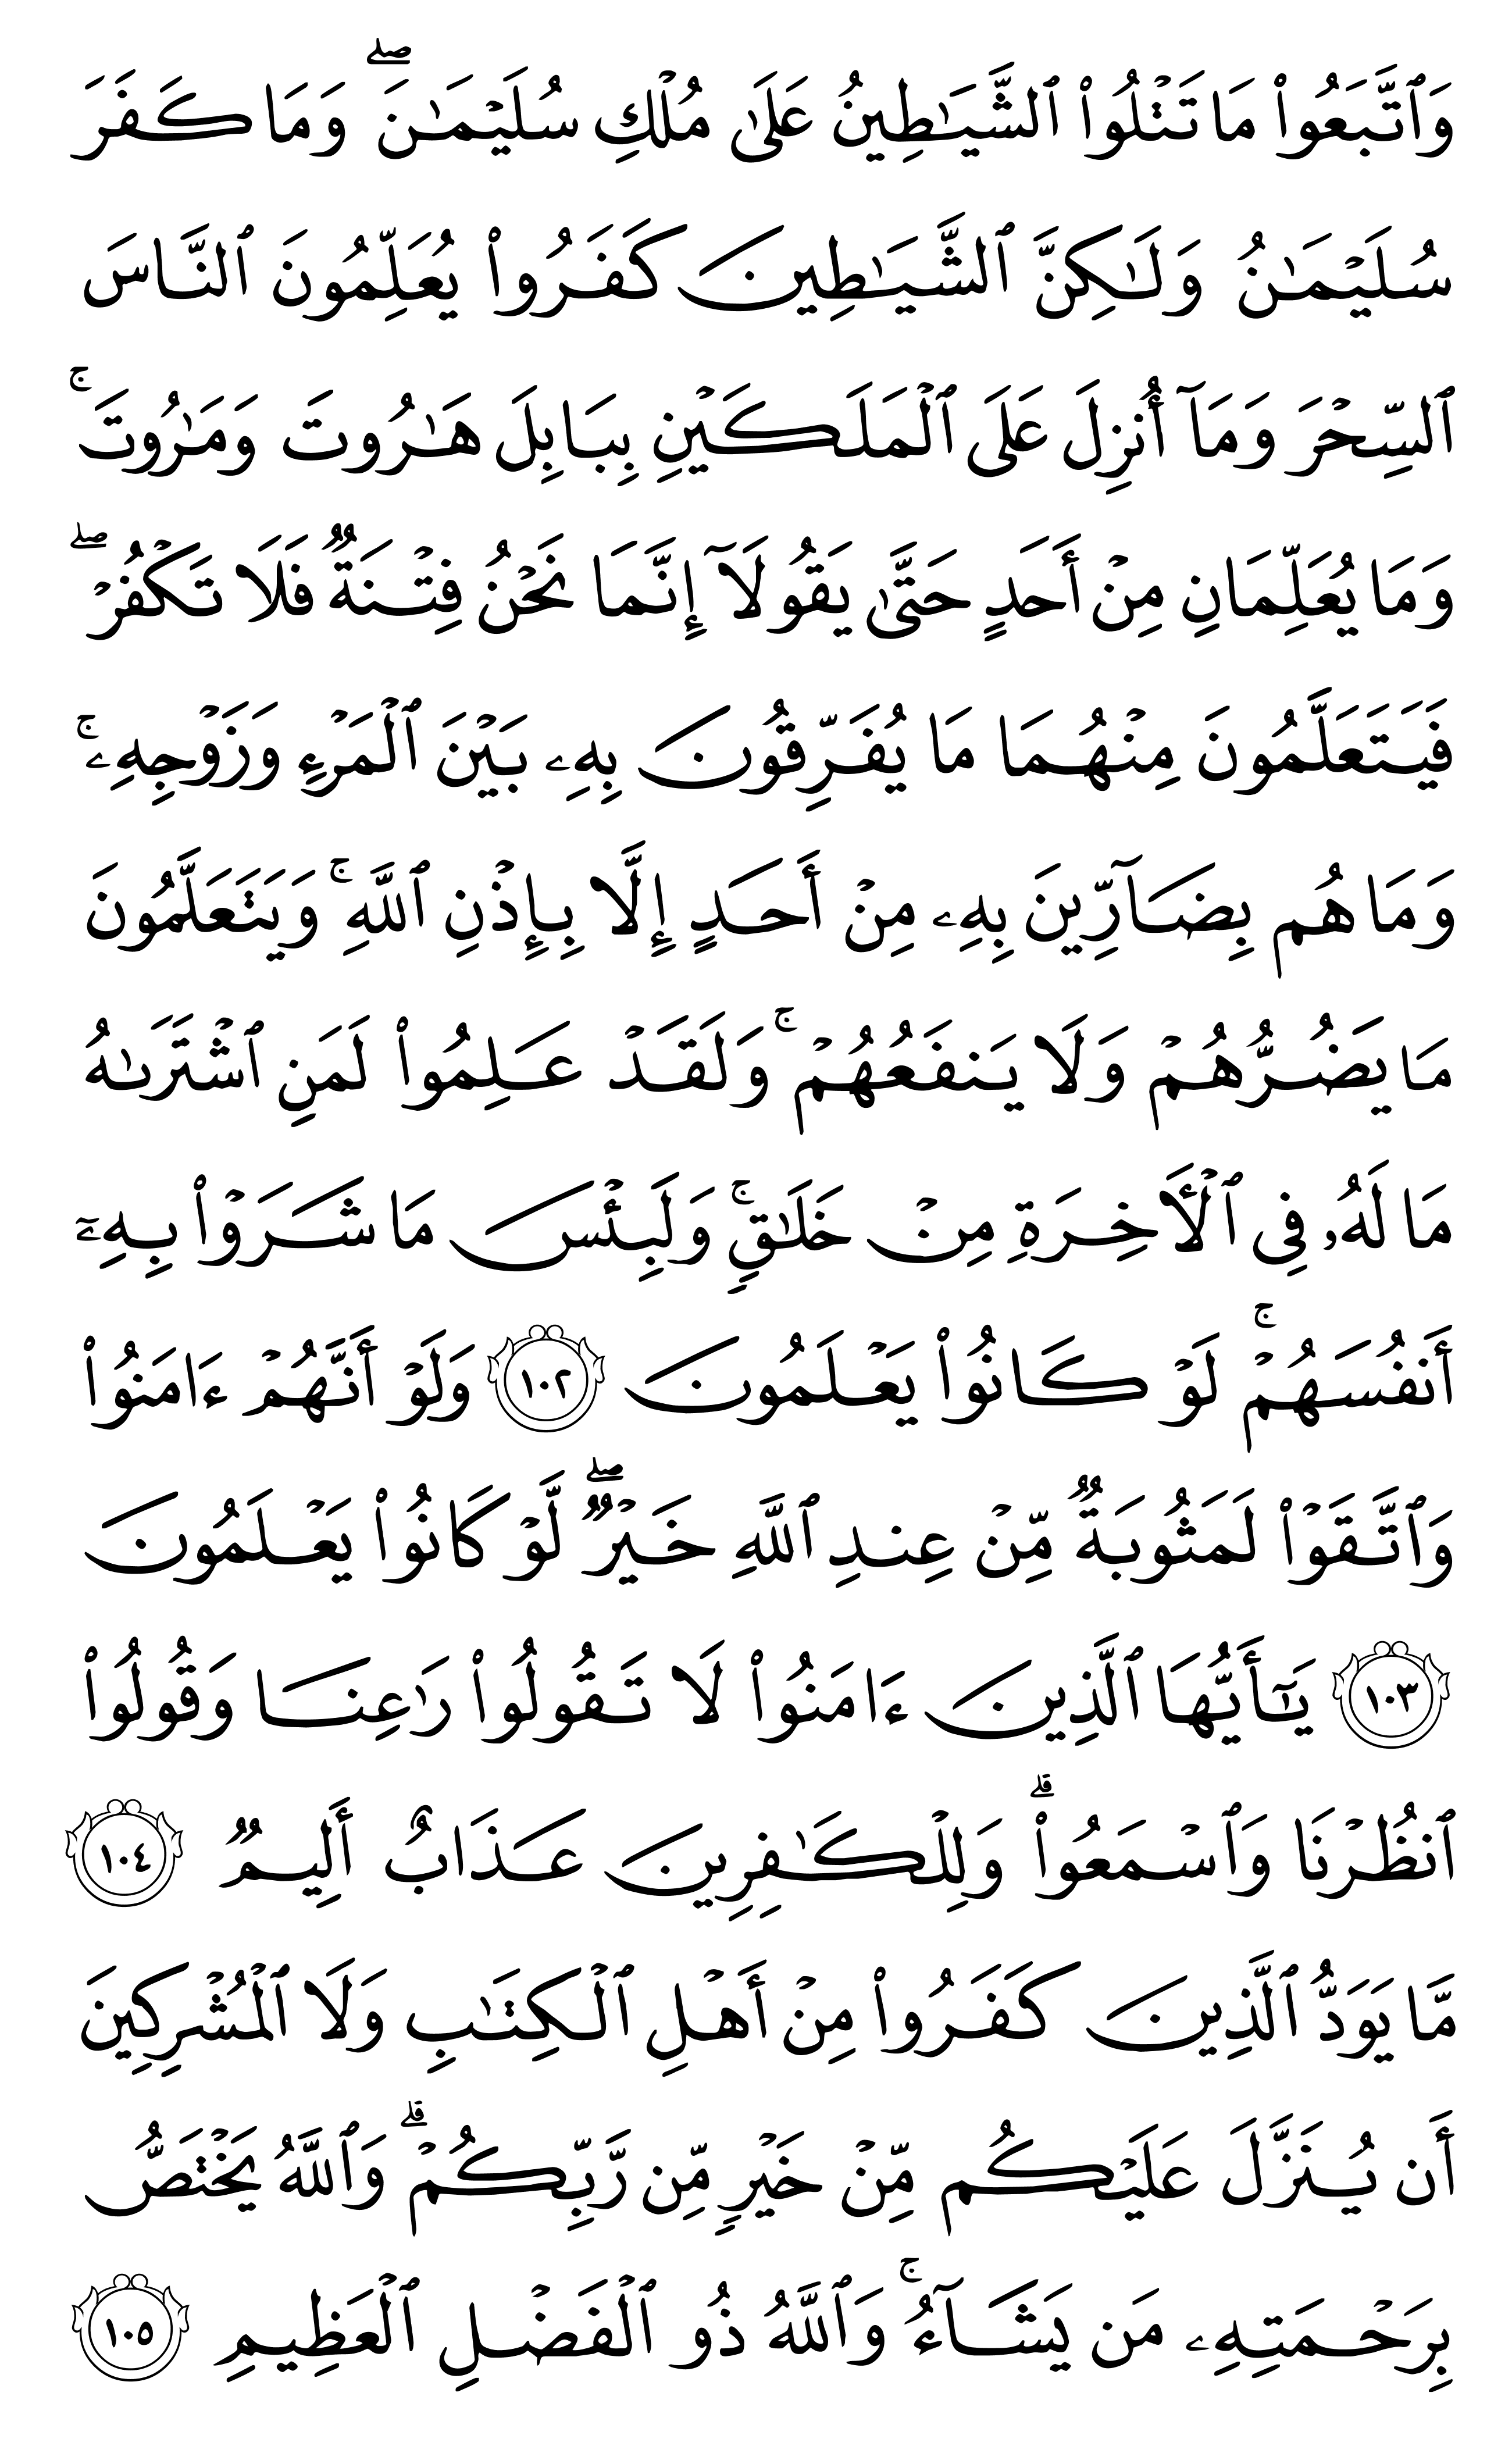 وَٱتَّبَعُوا۟ مَا تَتْلُوا۟ ٱلشَّيَـٰطِينُ عَلَىٰ مُلْكِ سُلَيْمَـٰنَ ۖ وَمَا كَفَرَ
سُلَيْمَـٰنُ وَلَـٰكِنَّ ٱلشَّيَـٰطِينَ كَفَرُوا۟ يُعَلِّمُونَ ٱلنَّاسَ
ٱلسِّحْرَ وَمَآ أُنزِلَ عَلَى ٱلْمَلَكَيْنِ بِبَابِلَ هَـٰرُوتَ وَمَـٰرُوتَ ۚ
وَمَا يُعَلِّمَانِ مِنْ أَحَدٍ حَتَّىٰ يَقُولَآ إِنَّمَا نَحْنُ فِتْنَةٌ فَلَا تَكْفُرْ ۖ
فَيَتَعَلَّمُونَ مِنْهُمَا مَا يُفَرِّقُونَ بِهِۦ بَيْنَ ٱلْمَرْءِ وَزَوْجِهِۦ ۚ
وَمَا هُم بِضَآرِّينَ بِهِۦ مِنْ أَحَدٍ إِلَّا بِإِذْنِ ٱللَّهِ ۚ وَيَتَعَلَّمُونَ
مَا يَضُرُّهُمْ وَلَا يَنفَعُهُمْ ۚ وَلَقَدْ عَلِمُوا۟ لَمَنِ ٱشْتَرَىٰهُ
مَا لَهُۥ فِى ٱلْأَخِرَةِ مِنْ خَلَـٰقٍ ۚ وَلَبِئْسَ مَا شَرَوْا۟ بِهِۦٓ
أَنفُسَهُمْ ۚ لَوْ كَانُوا۟ يَعْلَمُونَ ١٠٢ وَلَوْ أَنَّهُمْ ءَامَنُوا۟
وَٱتَّقَوْا۟ لَمَثُوبَةٌ مِّنْ عِندِ ٱللَّهِ خَيْرٌ ۖ لَّوْ كَانُوا۟ يَعْلَمُونَ
١٠٣ يَـٰٓأَيُّهَا ٱلَّذِينَ ءَامَنُوا۟ لَا تَقُولُوا۟ رَٰعِنَا وَقُولُوا۟
ٱنظُرْنَا وَٱسْمَعُوا۟ ۗ وَلِلْكَـٰفِرِينَ عَذَابٌ أَلِيمٌ ١٠٤
مَّا يَوَدُّ ٱلَّذِينَ كَفَرُوا۟ مِنْ أَهْلِ ٱلْكِتَـٰبِ وَلَا ٱلْمُشْرِكِينَ
أَن يُنَزَّلَ عَلَيْكُم مِّنْ خَيْرٍ مِّن رَّبِّكُمْ ۗ وَٱللَّهُ يَخْتَصُّ
بِرَحْمَتِهِۦ مَن يَشَآءُ ۚ وَٱللَّهُ ذُو ٱلْفَضْلِ ٱلْعَظِيمِ ١٠٥